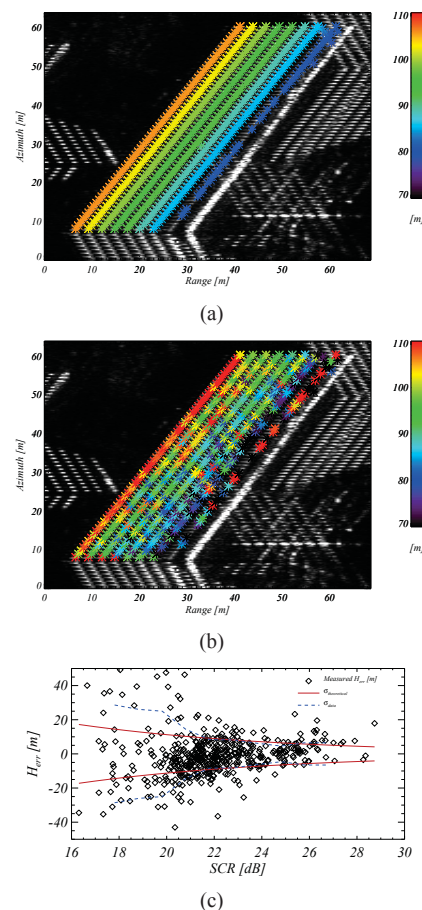 60
50
40
30
20
10
0
Azimuth [m]
0 10 20 30 40 50 60
Range [m]
110
100
90
80
70
[m]
(a)
60
50
40
30
20
10
0
Azimuth [m]
0 10 20 30 40 50 60
Range [m]
110
100
90
80
70
[m]
(b)
40
20
0
-20
-40
H_err [m]
Measured H_err [m]
σ_theoretical
σ_data
16 18 20 22 24 26 28 30
SCR [dB]
(c)